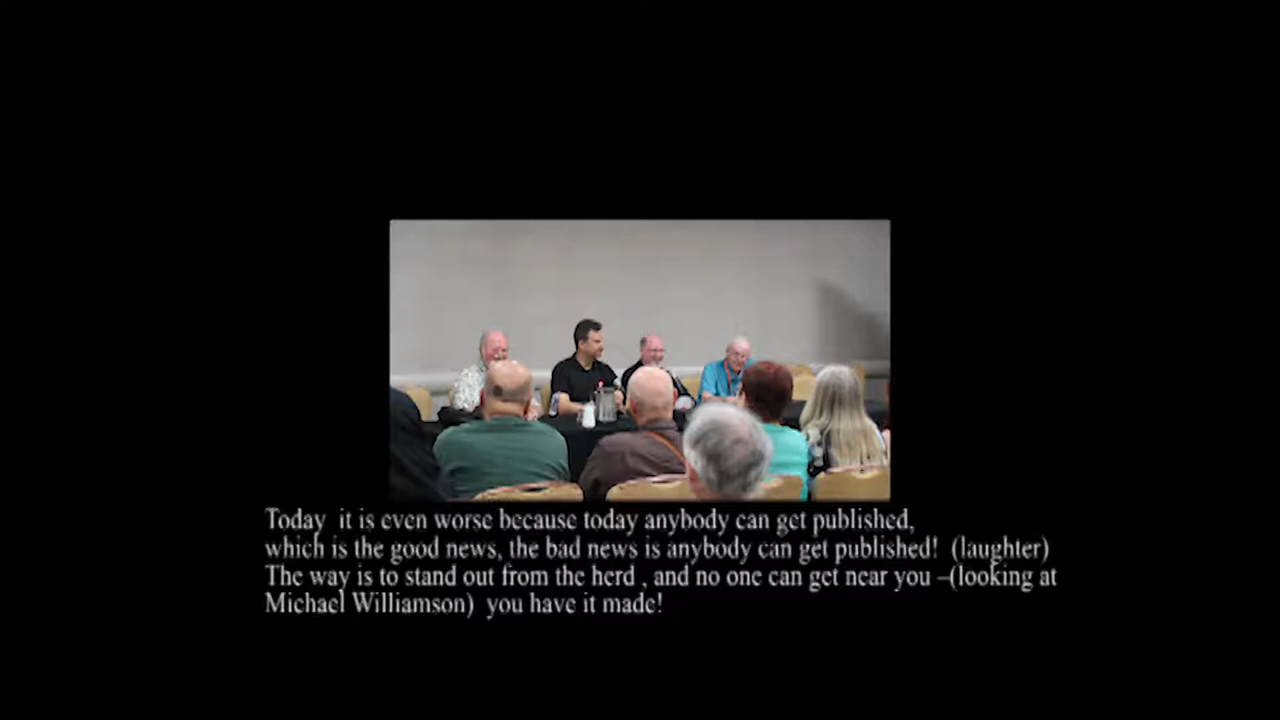 Today it is even worse because today anybody can get published,
which is the good news, the bad news is anybody can get published! (laughter)
The way is to stand out from the herd , and no one can get near you –(looking at
Michael Williamson) you have it made!